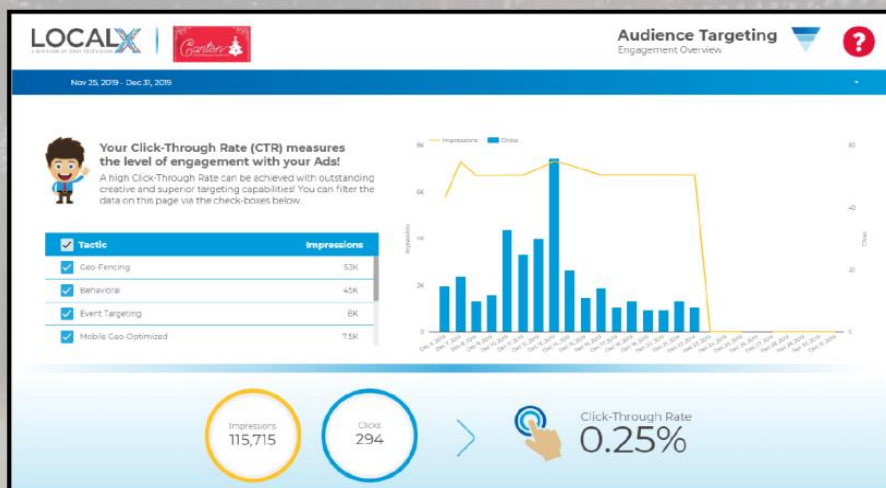 LOCALX
A DIVISION OF GRAY TELEVISION
Canton
Audience Targeting
Engagement Overview
?
Nov 25, 2019 - Dec 31, 2019
Your Click-Through Rate (CTR) measures
the level of engagement with your Ads!
A high Click-Through Rate can be achieved with outstanding
creative and superior targeting capabilities! You can filter the
data on this page via the check-boxes below.
Tactic Impressions
Geo-Fencing 53K
Behavioral 45K
Event Targeting 8K
Mobile Geo-Optimized 7.5K
Impressions Clicks
8K 60
6K
40
4K
20
2K
0 0
Impressions
Clicks
Impressions
115,715
Clicks
294
Click-Through Rate
0.25%